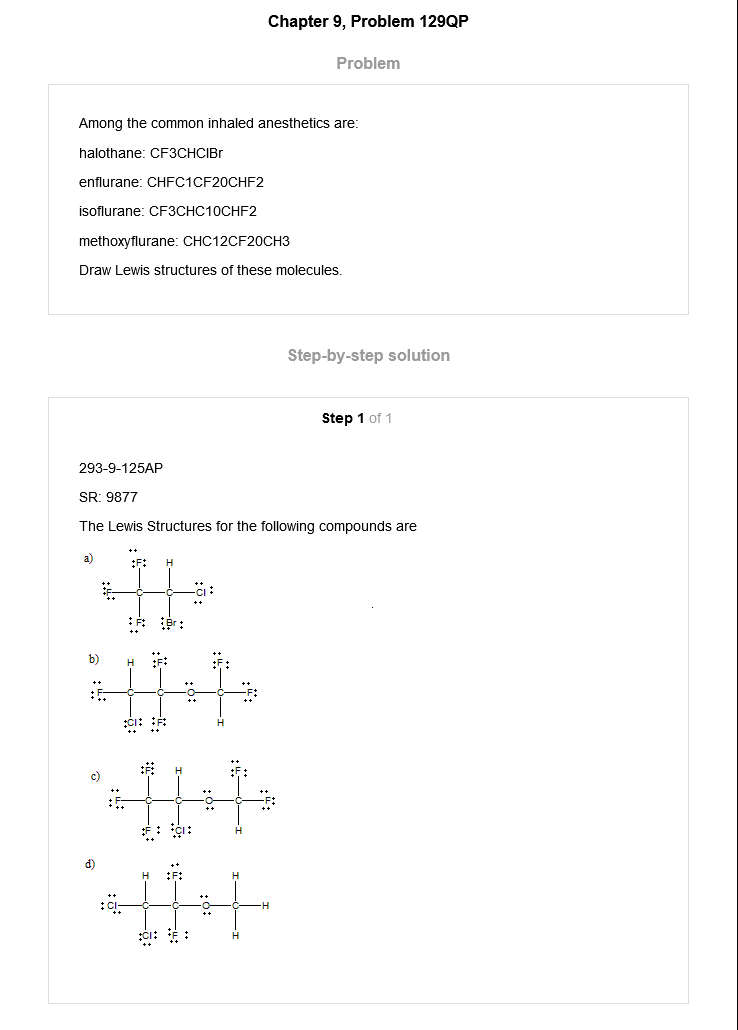 Chapter 9, Problem 129QP
Problem
Among the common inhaled anesthetics are:
halothane: CF3CHCIBr
enflurane: CHFC1CF20CHF2
isoflurane: CF3CHC10CHF2
methoxyflurane: CHC12CF20CH3
Draw Lewis structures of these molecules.
Step-by-step solution
Step 1 of 1
293-9-125AP
SR: 9877
The Lewis Structures for the following compounds are
a)
F H
F C C Cl
F Br
b)
H F F
F C C O C F
Cl F H
c)
F H F
F C C O C F
F Cl H
d)
H F H
Cl C C O C H
Cl F H